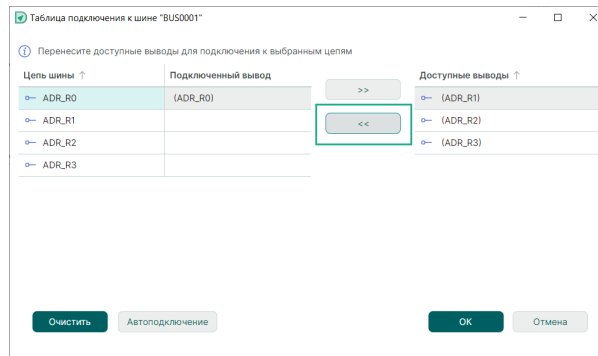 Таблица подключения к шине "BUS0001"
Перенесите доступные выводы для подключения к выбранным цепям
Цепь шины ↑ Подключенный вывод
ADR_R0 (ADR_R0)
ADR_R1
ADR_R2
ADR_R3
>>
<<
Доступные выводы ↑
(ADR_R1)
(ADR_R2)
(ADR_R3)
Очистить Автоподключение ОК Отмена